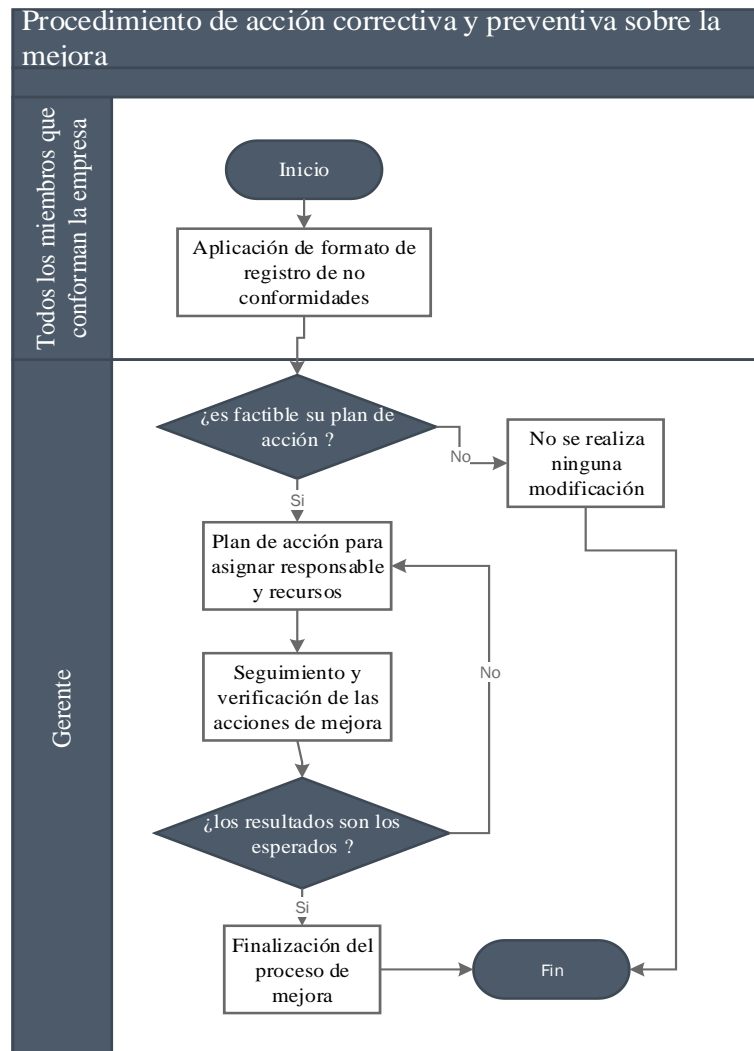 Procedimiento de acción correctiva y preventiva sobre la
mejora
Todos los miembros que
conforman la empresa
Inicio
Aplicación de formato de
registro de no
conformidades
Gerente
¿es factible su plan de
acción ?
No
No se realiza
ninguna
modificación
Si
Plan de acción para
asignar responsable
y recursos
Seguimiento y
verificación de las
acciones de mejora
No
¿los resultados son los
esperados ?
Si
Finalización del
proceso de
mejora
Fin